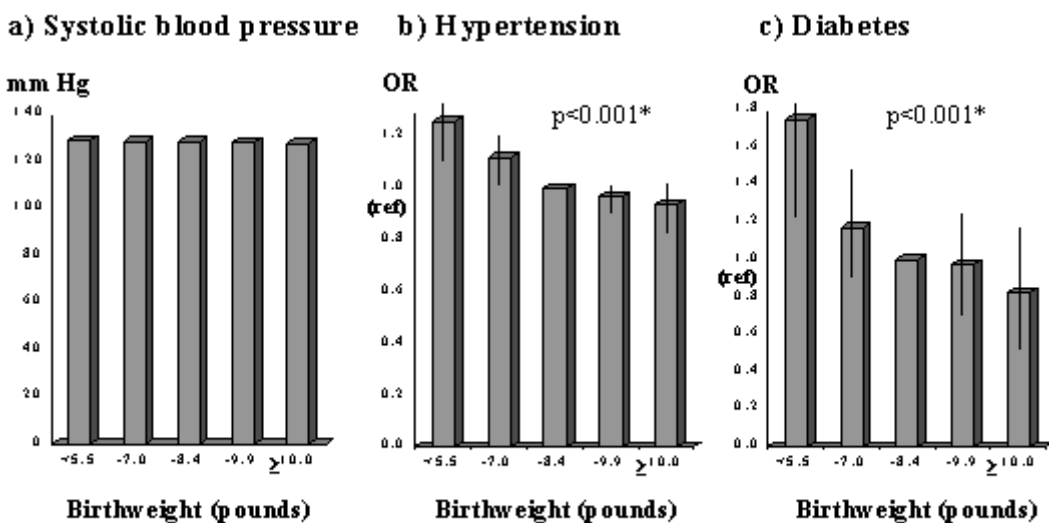 a) Systolic blood pressure
mm Hg
140
120
100
80
60
40
20
0
<5.5 -7.0 -8.4 -9.9 ≥10.0
Birthweight (pounds)
b) Hypertension
OR
p<0.001*
1.2
1.0
(ref)
0.8
0.6
0.4
0.2
0.0
<5.5 -7.0 -8.4 -9.9 ≥10.0
Birthweight (pounds)
c) Diabetes
OR
p<0.001*
1.8
1.6
1.4
1.2
1.0
(ref)
0.8
0.6
0.4
0.2
0.0
<5.5 -7.0 -8.4 -9.9 ≥10.0
Birthweight (pounds)